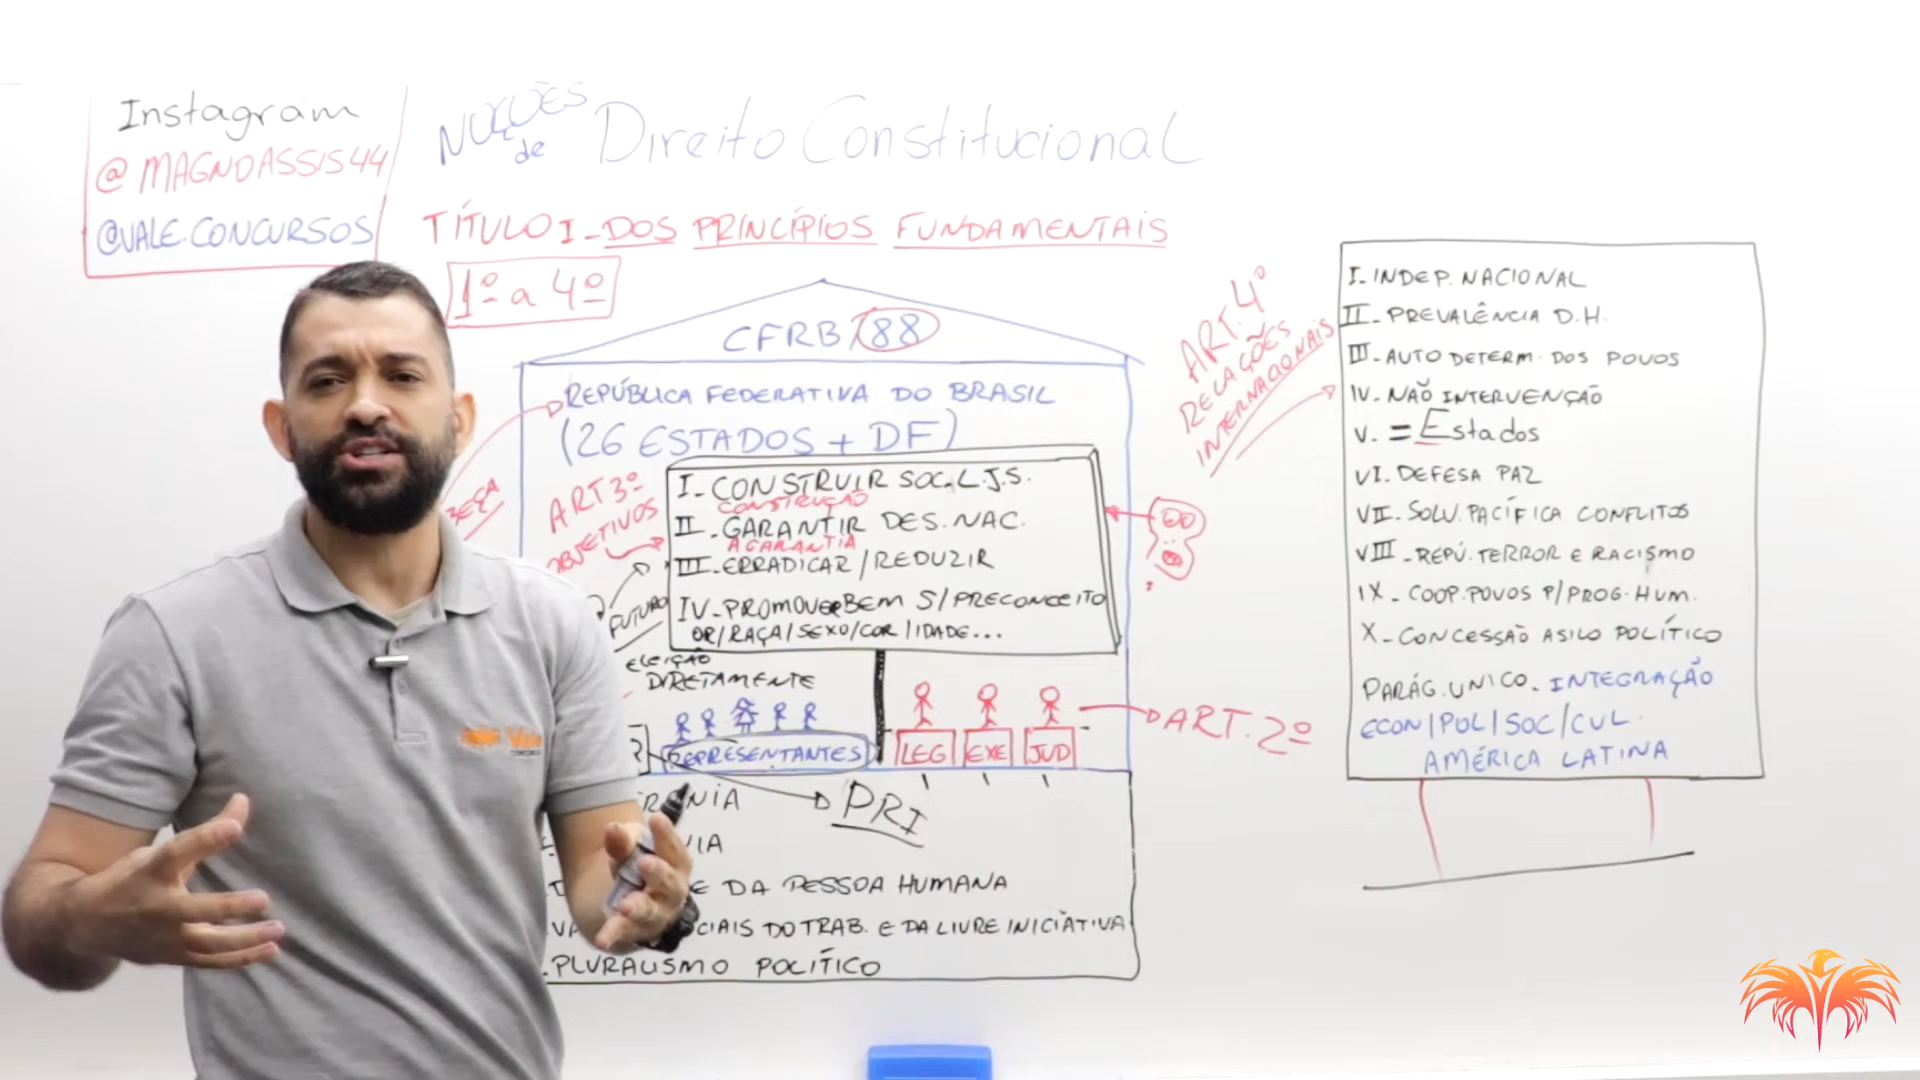 Instagram
@MAGNOASSIS44
@VALE.CONCURSOS
NOÇÕES
de
Direito Constitucional
TÍTULO I - DOS PRINCÍPIOS FUNDAMENTAIS
1º a 4º
CFRB/88
REPÚBLICA FEDERATIVA DO BRASIL
(26 ESTADOS + DF)
ART 3º
OBJETIVOS
I - CONSTRUIR SOC. L.J.S.
CONSTRUÇÃO
II - GARANTIR DES. NAC.
A GARANTIA
III - ERRADICAR/REDUZIR
IV - PROMOVER BEM S/PRECONCEITO
OR/RAÇA/SEXO/COR/IDADE...
FUTURO
ELEIÇÃO
DIRETAMENTE
REPRESENTANTES
LEG EXE JUD
ART. 2º
PRI
NIA
VIA
E DA PESSOA HUMANA
VA CIAIS DO TRAB. E DA LIVRE INICIATIVA
. PLURALISMO POLÍTICO
ART. 4º
RELAÇÕES
INTERNACIONAIS
I - INDEP. NACIONAL
II - PREVALÊNCIA D.H.
III - AUTO DETERM. DOS POVOS
IV - NÃO INTERVENÇÃO
V. = Estados
VI. DEFESA PAZ
VII - SOLU. PACÍFICA CONFLITOS
VIII - REPÚ. TERROR E RACISMO
IX - COOP. POVOS P/PROG. HUM.
X - CONCESSÃO ASILO POLÍTICO
PARÁG. UNICO. INTEGRAÇÃO
ECON/POL/SOC/CUL.
AMÉRICA LATINA
Vale